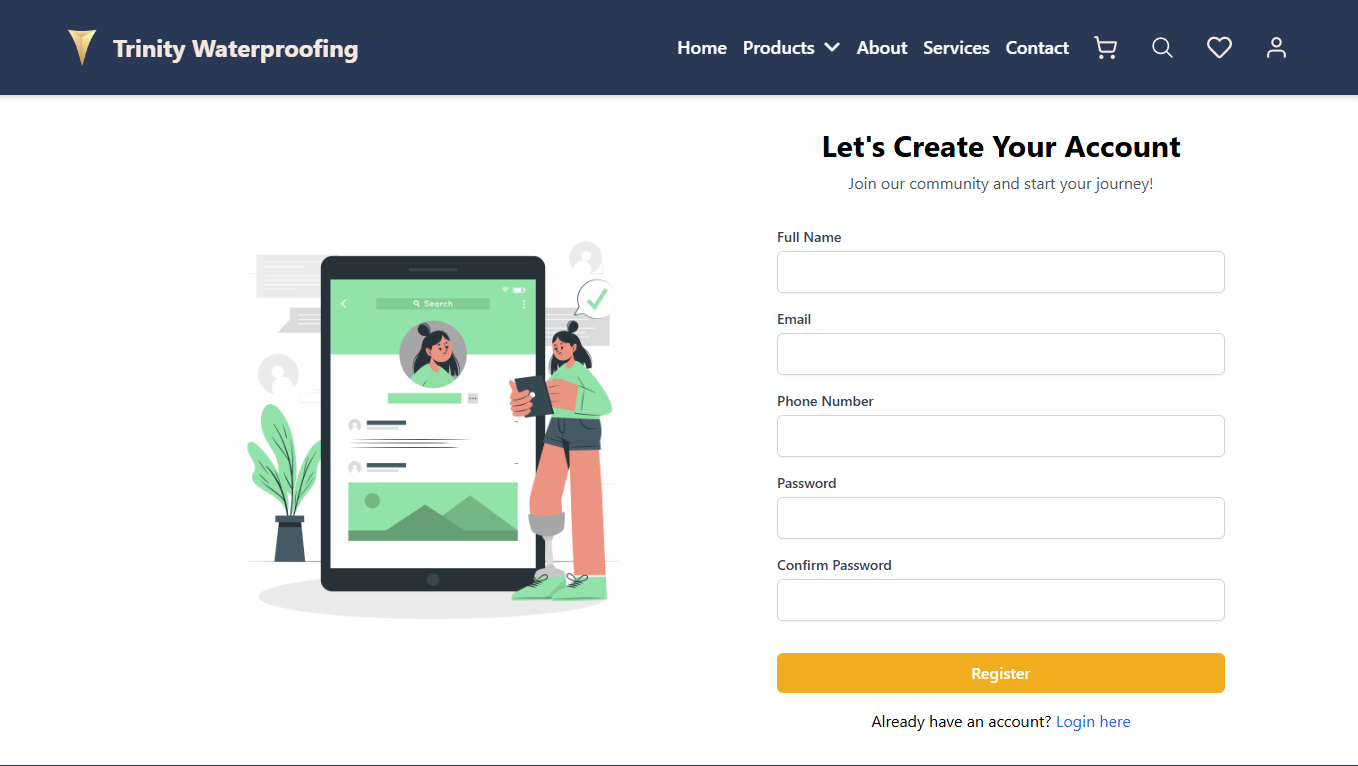 Trinity Waterproofing
Home Products About Services Contact
Let's Create Your Account
Join our community and start your journey!
Search
Full Name
Email
Phone Number
Password
Confirm Password
Register
Already have an account? Login here